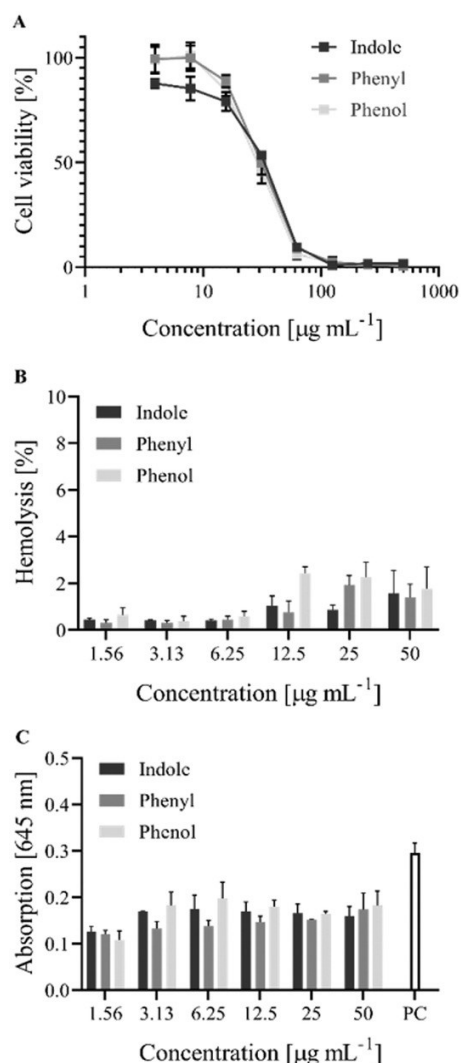 A
Cell viability [%]
100
50
0
Indole
Phenyl
Phenol
1 10 100 1000
Concentration [µg mL⁻¹]
B
Hemolysis [%]
10
8
6
4
2
0
Indole
Phenyl
Phenol
1.56 3.13 6.25 12.5 25 50
Concentration [µg mL⁻¹]
C
Absorption [645 nm]
0.5
0.4
0.3
0.2
0.1
0.0
Indole
Phenyl
Phenol
1.56 3.13 6.25 12.5 25 50 PC
Concentration [µg mL⁻¹]